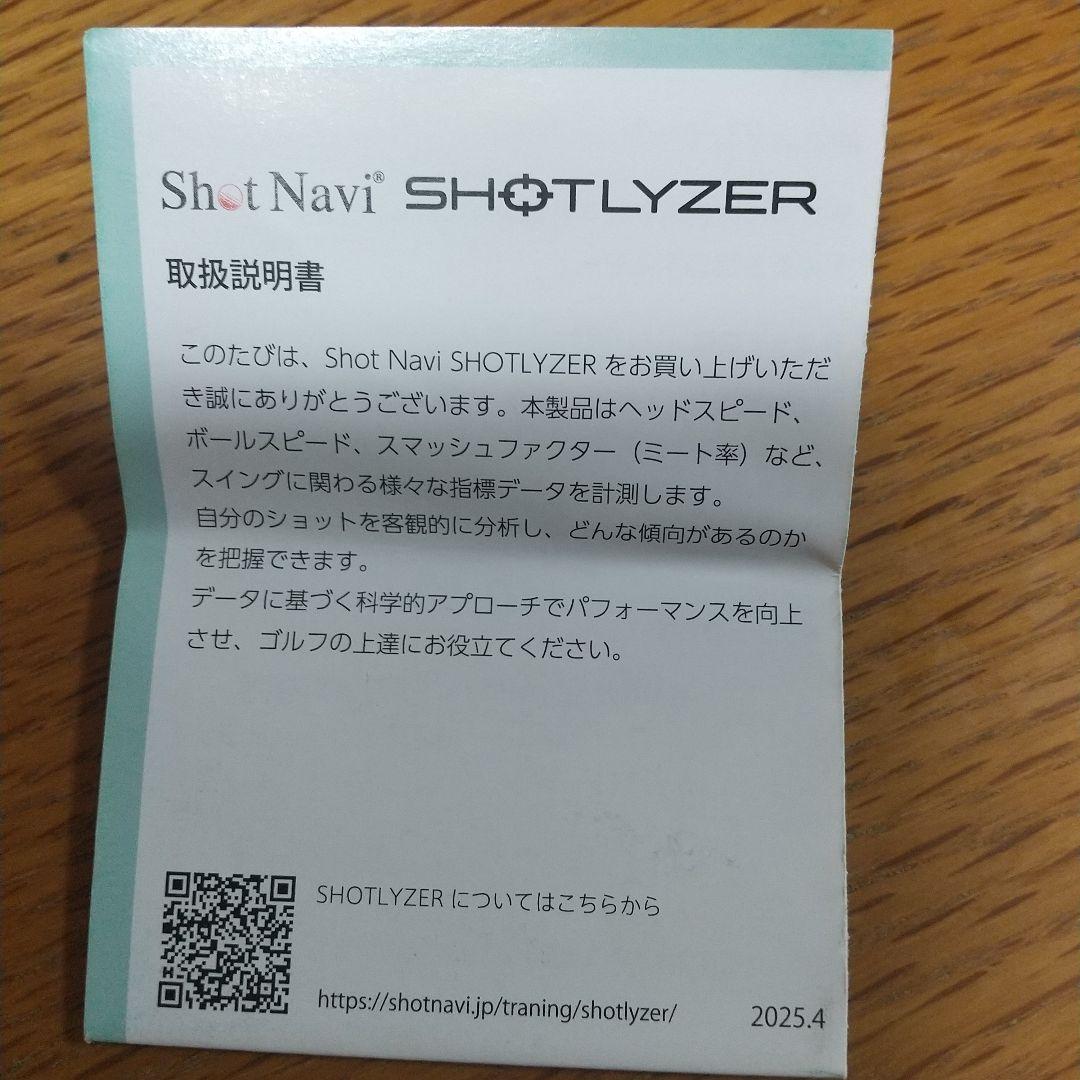 Shot Navi® SHOTLYZER
取扱説明書
このたびは、Shot Navi SHOTLYZER をお買い上げいただ
き誠にありがとうございます。本製品はヘッドスピード、
ボールスピード、スマッシュファクター（ミート率）など、
スイングに関わる様々な指標データを計測します。
自分のショットを客観的に分析し、どんな傾向があるのか
を把握できます。
データに基づく科学的アプローチでパフォーマンスを向上
させ、ゴルフの上達にお役立てください。
SHOTLYZER についてはこちらから
https://shotnavi.jp/traning/shotlyzer/
2025.4